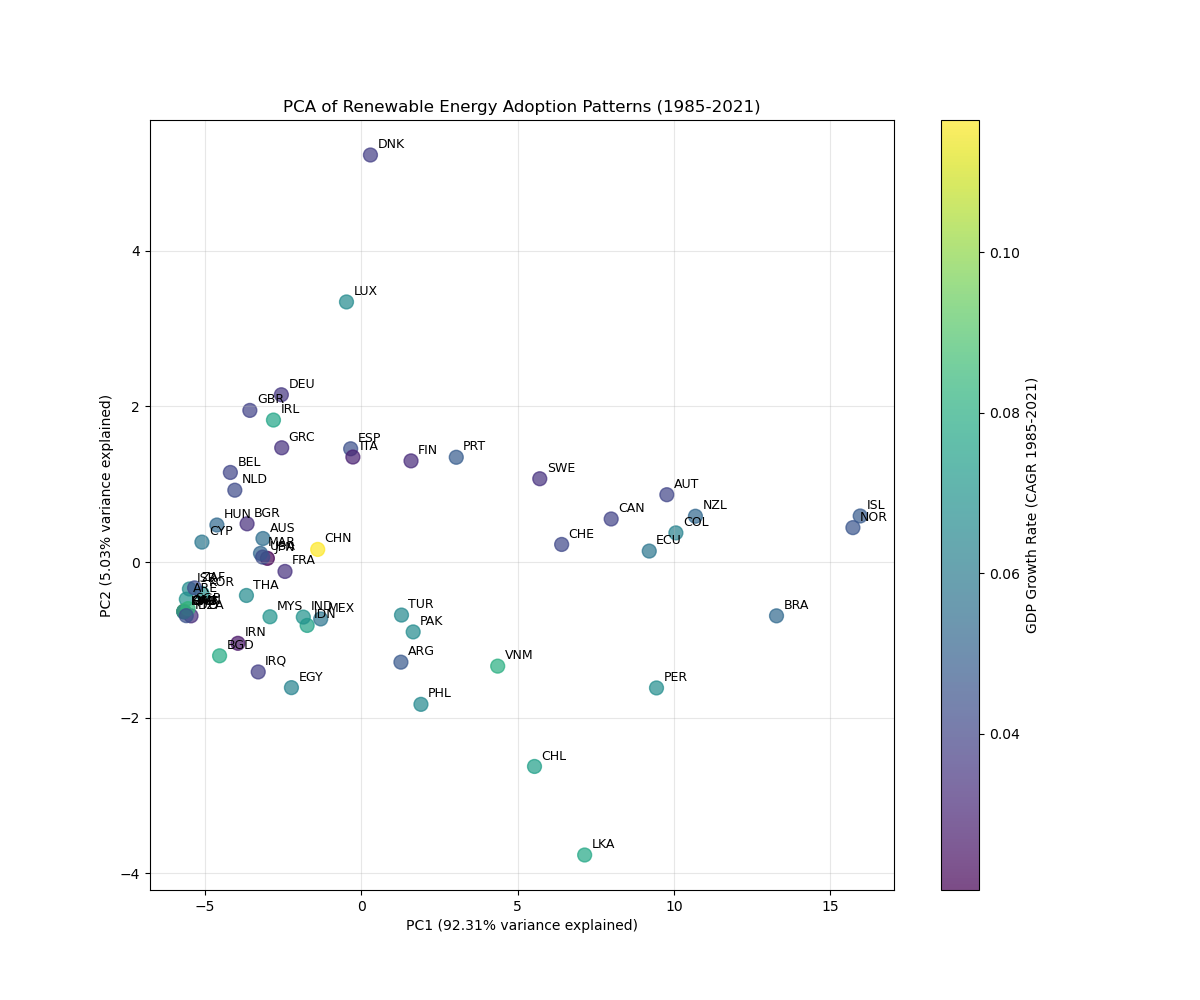 PCA of Renewable Energy Adoption Patterns (1985-2021)
DNK
LUX
DEU
GBR
IRL
GRC
ESP
ITA
FIN
PRT
BEL
NLD
SWE
AUT
CAN
NZL
ISL
NOR
COL
CHE
ECU
HUN
BGR
CYP
AUS
MAR
JPN
CHN
FRA
ZAF
KOR
ARE
THA
MYS
IND
MEX
IDN
TUR
PAK
ARG
BRA
IRN
BGD
IRQ
EGY
VNM
PHL
PER
CHL
LKA
4
2
0
−2
−4
−5
0
5
10
15
PC1 (92.31% variance explained)
PC2 (5.03% variance explained)
0.10
0.08
0.06
0.04
GDP Growth Rate (CAGR 1985-2021)